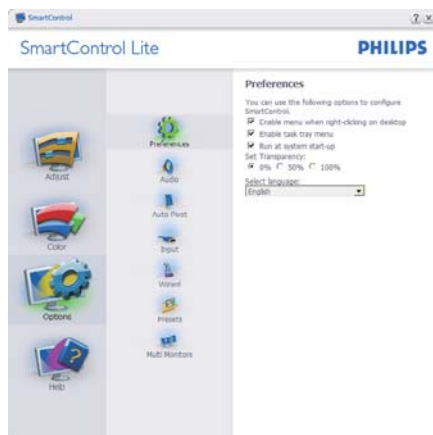 SmartControl
SmartControl Lite
PHILIPS
Adjust
Color
Options
Help
Preferences
Audio
Auto Pivot
Input
Wizard
Presets
Multi Monitors
Preferences
You can use the following options to configure
SmartControl.
Enable menu when right-clicking on desktop
Enable task tray menu
Run at system start-up
Set Transparency:
0% 50% 100%
Select language:
English